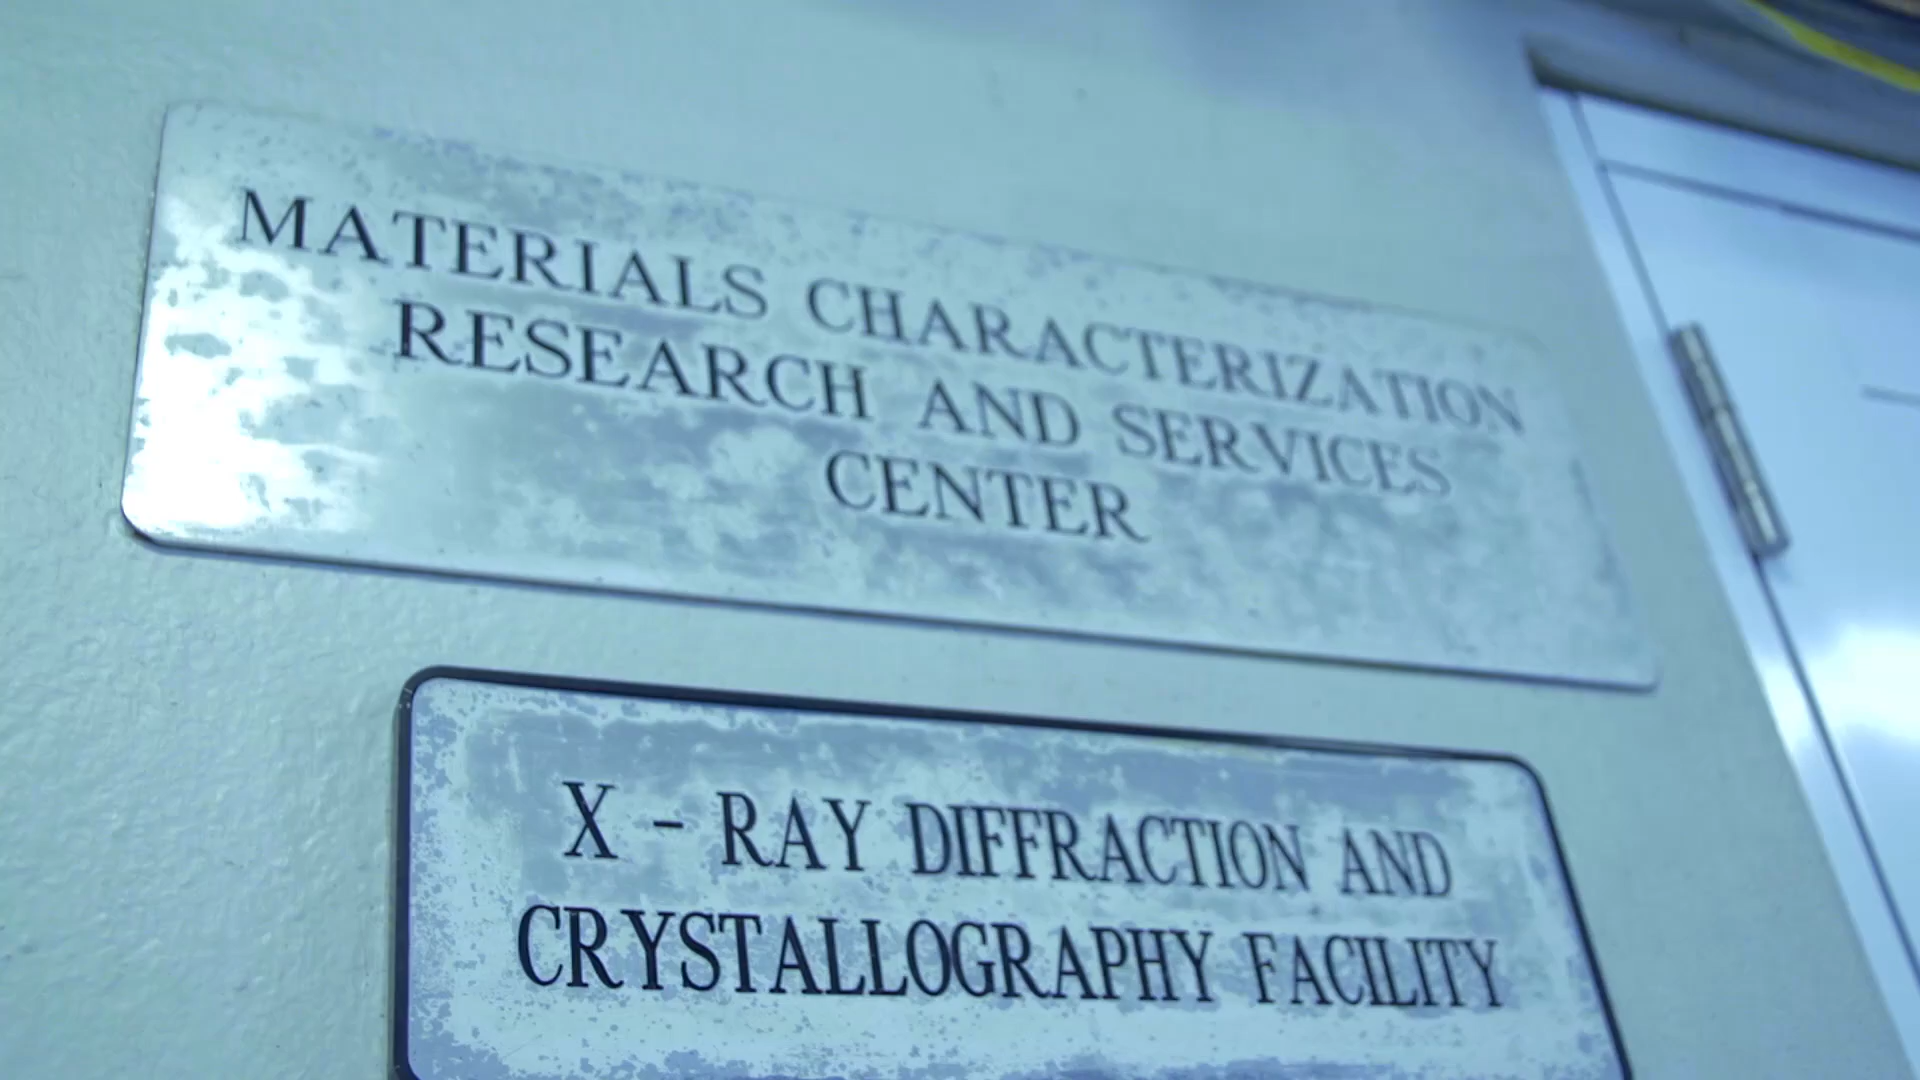 MATERIALS CHARACTERIZATION
RESEARCH AND SERVICES
CENTER
X - RAY DIFFRACTION AND
CRYSTALLOGRAPHY FACILITY